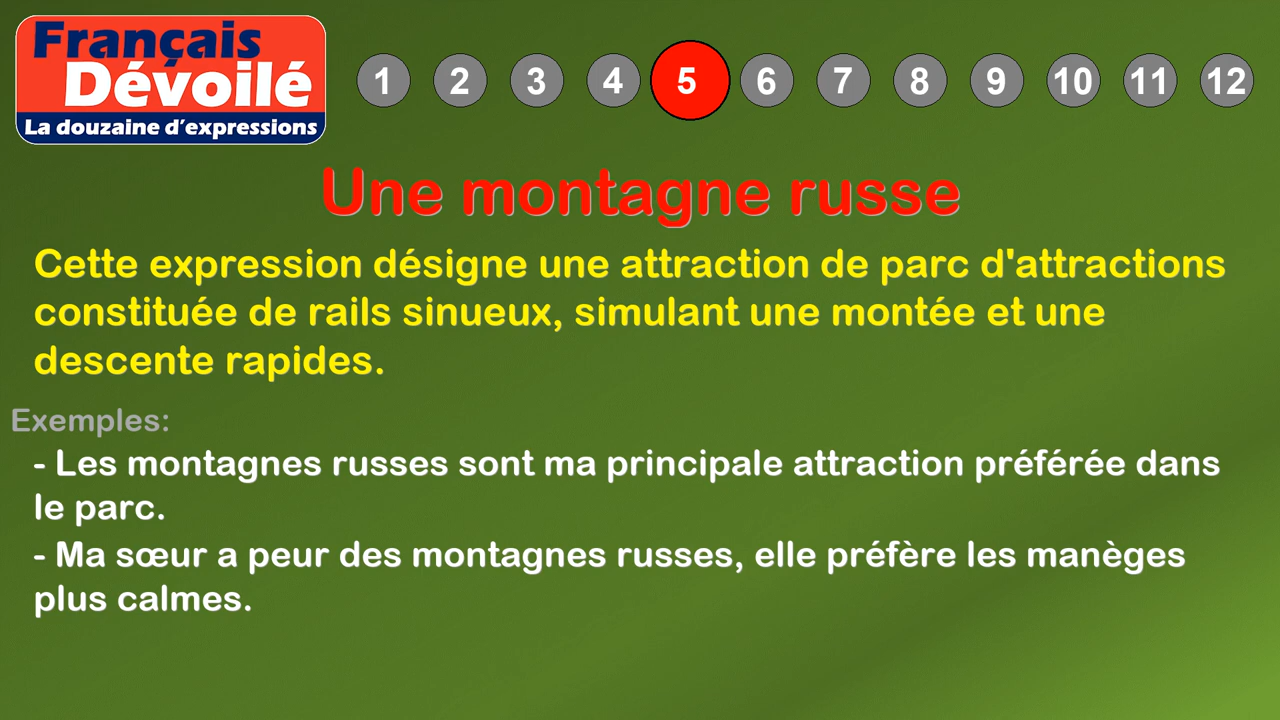 Français
Dévoilé
La douzaine d'expressions
1 2 3 4 5 6 7 8 9 10 11 12
Une montagne russe
Cette expression désigne une attraction de parc d'attractions
constituée de rails sinueux, simulant une montée et une
descente rapides.
Exemples:
- Les montagnes russes sont ma principale attraction préférée dans
le parc.
- Ma sœur a peur des montagnes russes, elle préfère les manèges
plus calmes.